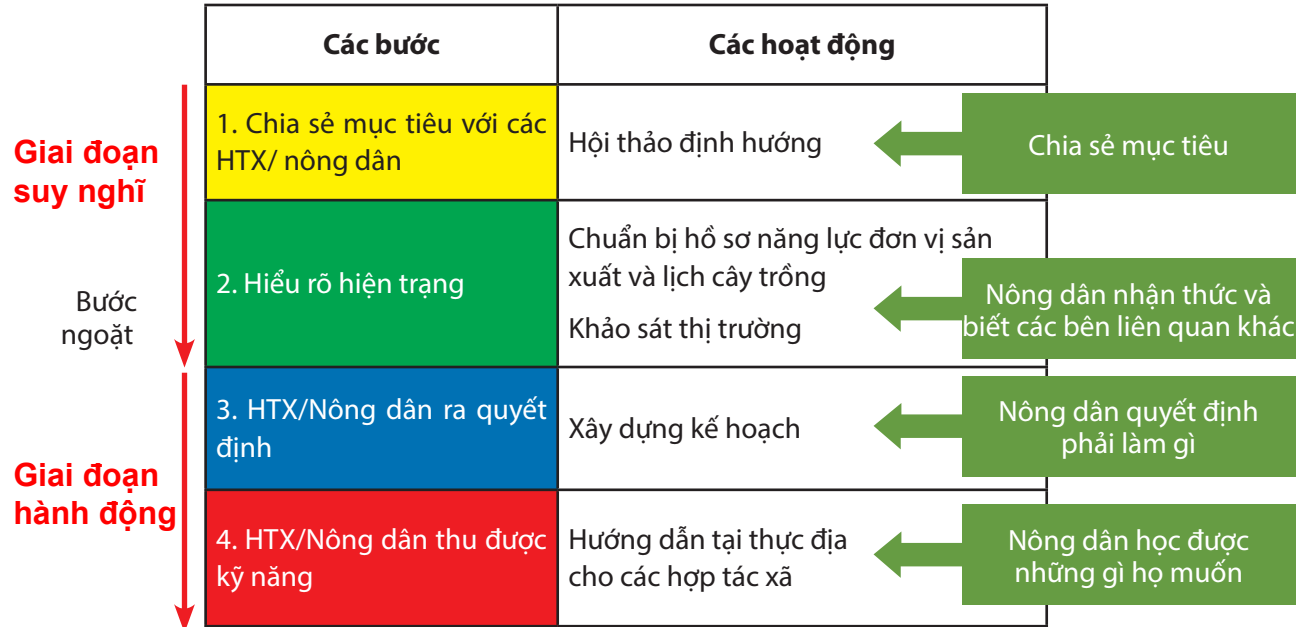 Các bước
Các hoạt động
Giai đoạn
suy nghĩ
1. Chia sẻ mục tiêu với các
HTX/ nông dân
Hội thảo định hướng
Chia sẻ mục tiêu
Bước
ngoặt
2. Hiểu rõ hiện trạng
Chuẩn bị hồ sơ năng lực đơn vị sản
xuất và lịch cây trồng
Khảo sát thị trường
Nông dân nhận thức và
biết các bên liên quan khác
Giai đoạn
hành động
3. HTX/Nông dân ra quyết
định
Xây dựng kế hoạch
Nông dân quyết định
phải làm gì
4. HTX/Nông dân thu được
kỹ năng
Hướng dẫn tại thực địa
cho các hợp tác xã
Nông dân học được
những gì họ muốn